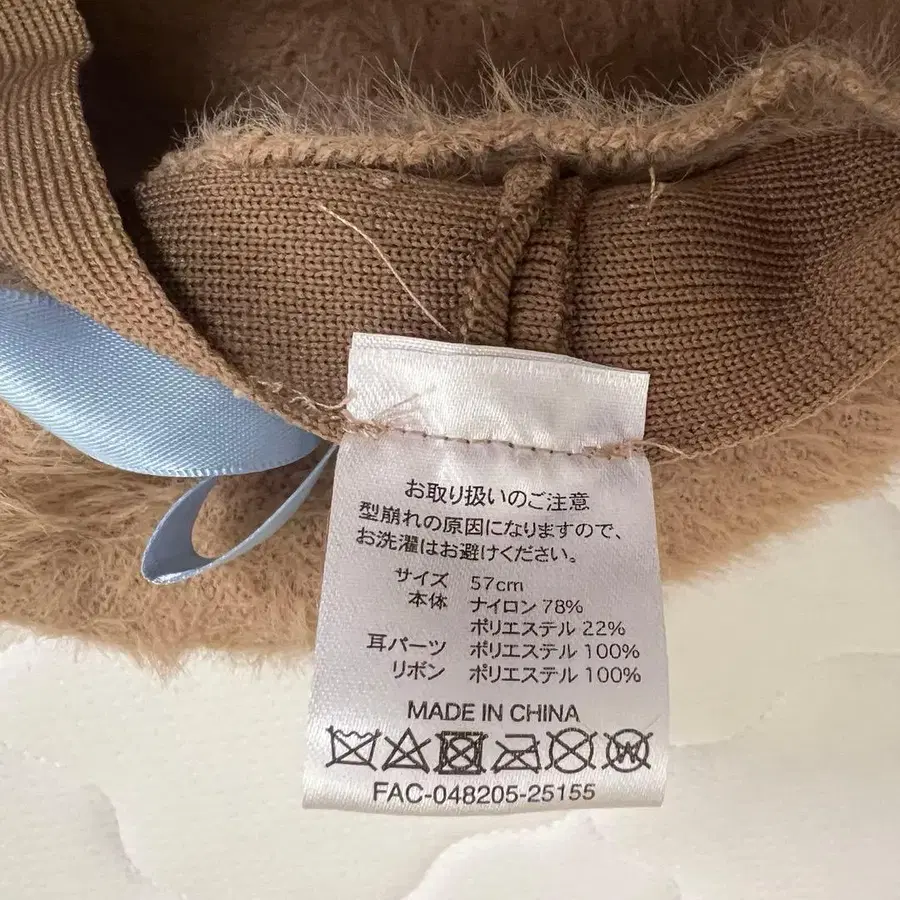 お取り扱いのご注意
型崩れの原因になりますので、
お洗濯はお避けください。
サイズ 57cm
本体 ナイロン 78%
ポリエステル 22%
耳パーツ ポリエステル 100%
リボン ポリエステル 100%
MADE IN CHINA
W
FAC-048205-25155